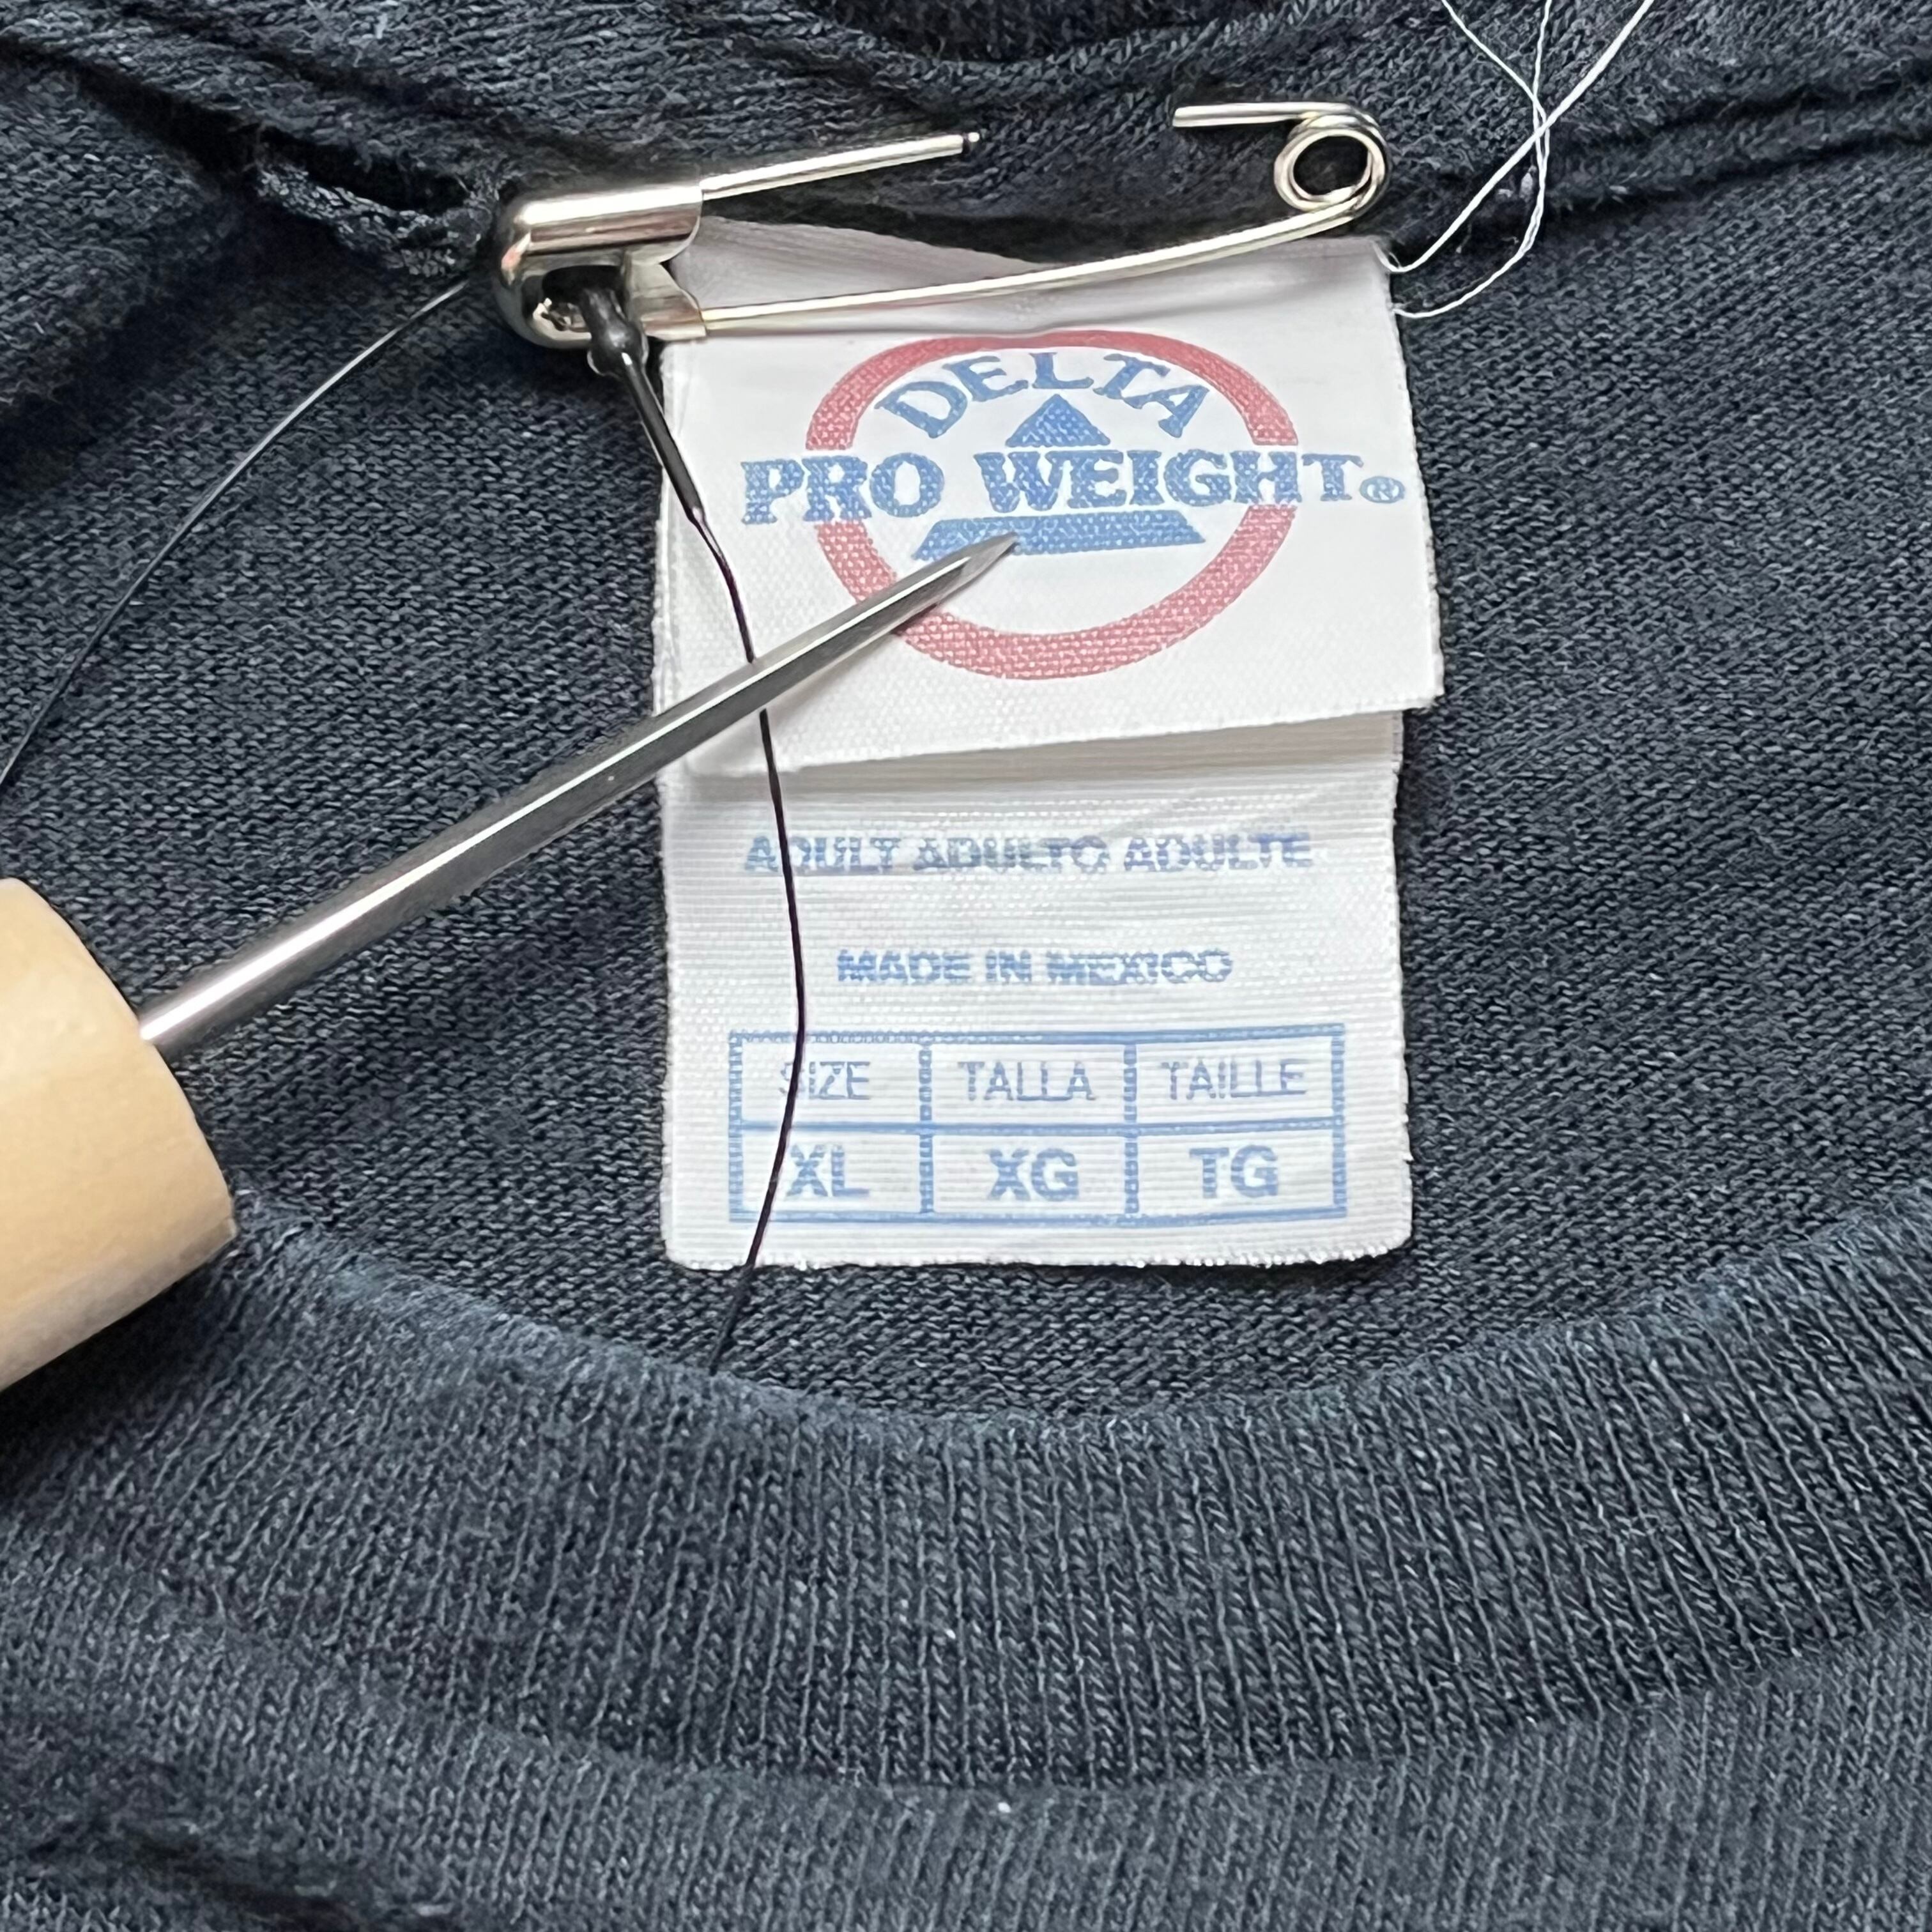 DELTA
PRO WEIGHT®
ADULT ADULTO ADULTE
MADE IN MEXICO
SIZE TALLA TAILLE
XL XG TG